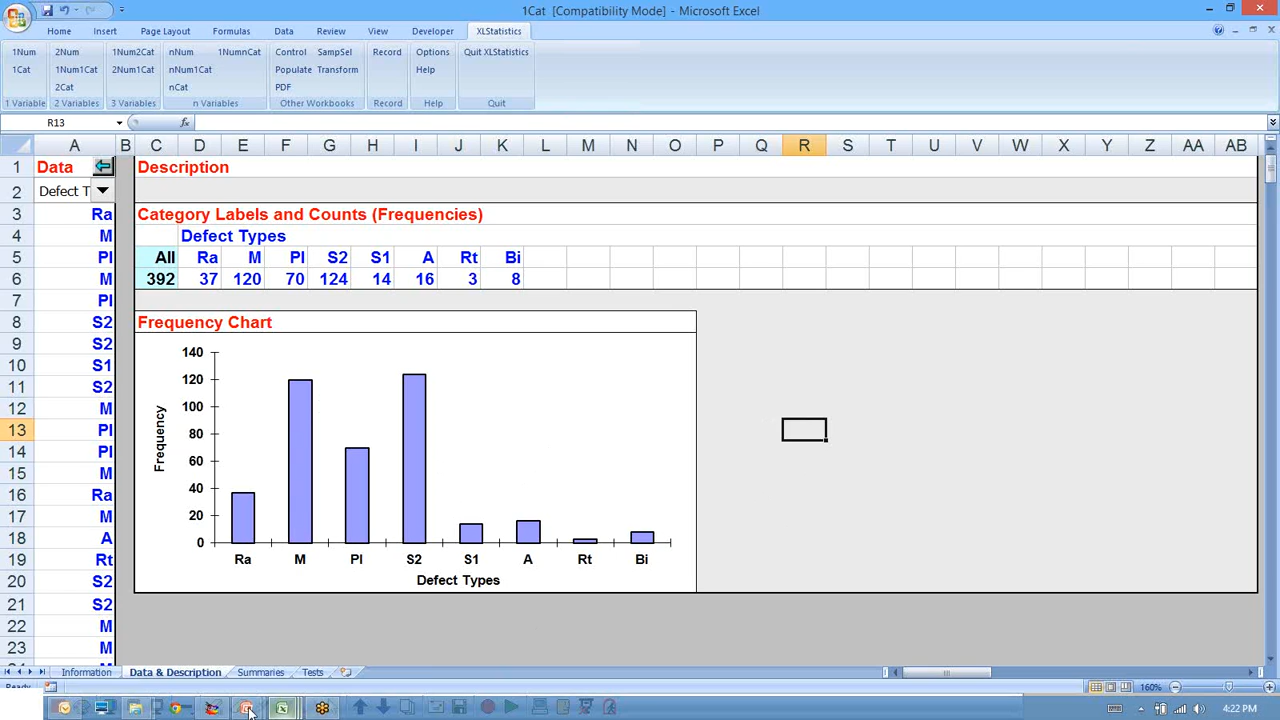 1Cat [Compatibility Mode] - Microsoft Excel
Home Insert Page Layout Formulas Data Review View Developer XLStatistics
1Num 2Num 1Num2Cat nNum 1NumnCat Control SampSel Record Options Quit XLStatistics
1Cat 1Num1Cat 2Num1Cat nNum1Cat Populate Transform Help
2Cat nCat PDF
1 Variable 2 Variables 3 Variables n Variables Other Workbooks Record Help Quit
R13 fx
A B C D E F G H I J K L M N O P Q R S T U V W X Y Z AA AB
1 Data Description
2 Defect T
3 Ra Category Labels and Counts (Frequencies)
4 M Defect Types
5 Pl All Ra M Pl S2 S1 A Rt Bi
6 M 392 37 120 70 124 14 16 3 8
7 Pl
8 S2 Frequency Chart
9 S2
10 S1
11 S2
12 M
13 Pl
14 Pl
15 M
16 Ra
17 M
18 A
19 Rt
20 S2
21 S2
22 M
23 M
140
120
100
80
60
40
20
0
Frequency
Ra M Pl S2 S1 A Rt Bi
Defect Types
Information Data & Description Summaries Tests
Ready 160%
4:22 PM